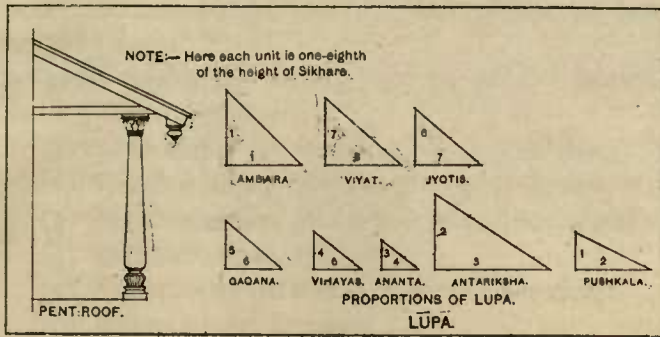 NOTE:— Here each unit is one-eighth
of the height of Sikhare.
1
1
AMBARA
7
8
VIYAT.
6
7
JYOTIS.
5
6
GAGANA.
4
6
VIHAYAS.
3
4
ANANTA.
2
3
ANTARIKSHA.
1
2
PUSHKALA.
PROPORTIONS OF LUPA.
PENT:ROOF.
LŪPA.